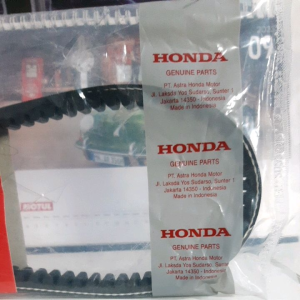 HONDA
GENUINE PARTS
PT. Astra Honda Motor
Jl. Laksda Yos Sudarso, Sunter 1
Jakarta 14350 - Indonesia
Made in Indonesia
HONDA
GENUINE PARTS
PT. Astra Honda Motor
Jl. Laksda Yos Sudarso, Sunter 1
Jakarta 14350 - Indonesia
Made in Indonesia
HONDA
GENUINE PARTS
PT. Astra Honda Motor
Jl. Laksda Yos Sudarso, Sunter 1
Jakarta 14350 - Indonesia
Made in Indonesia
MOTUL
09